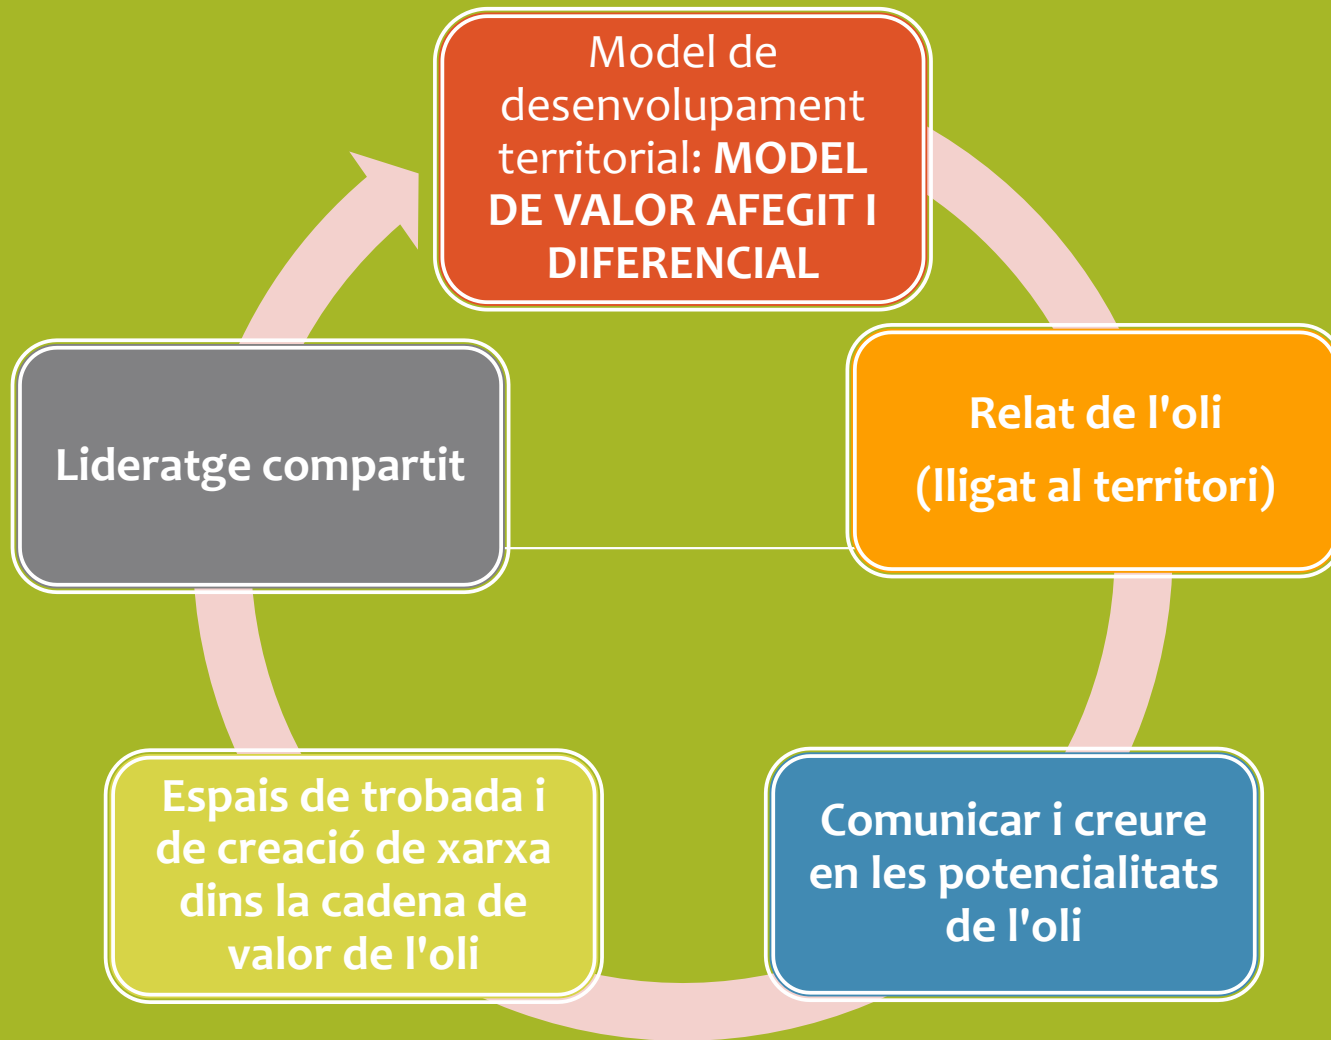 Model de
desenvolupament
territorial: MODEL
DE VALOR AFEGIT I
DIFERENCIAL
Relat de l'oli
(lligat al territori)
Comunicar i creure
en les potencialitats
de l'oli
Espais de trobada i
de creació de xarxa
dins la cadena de
valor de l'oli
Lideratge compartit